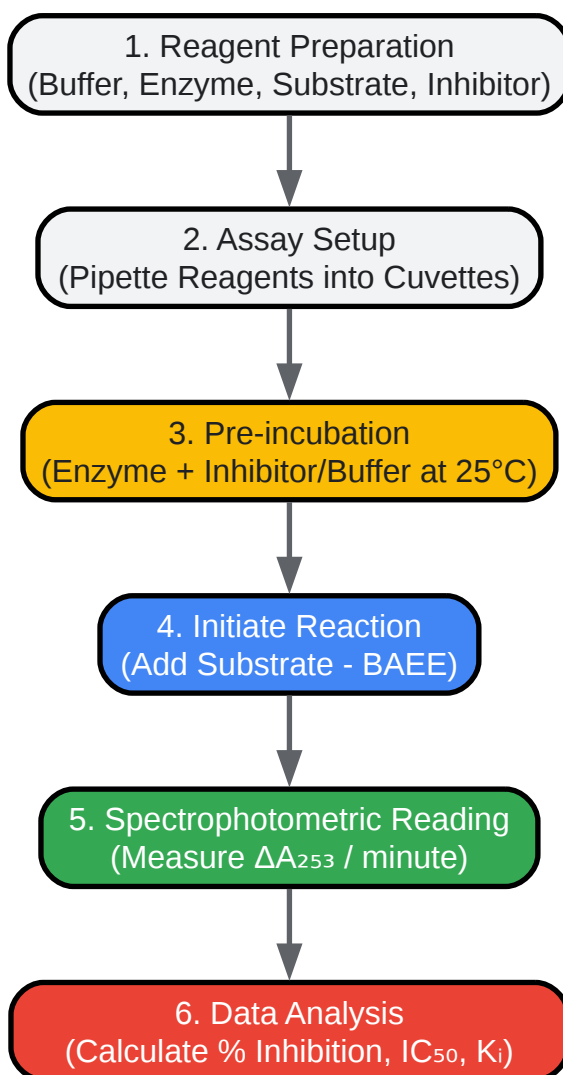 1. Reagent Preparation
(Buffer, Enzyme, Substrate, Inhibitor)
2. Assay Setup
(Pipette Reagents into Cuvettes)
3. Pre-incubation
(Enzyme + Inhibitor/Buffer at 25°C)
4. Initiate Reaction
(Add Substrate - BAEE)
5. Spectrophotometric Reading
(Measure ΔA₂₅₃ / minute)
6. Data Analysis
(Calculate % Inhibition, IC₅₀, Kᵢ)